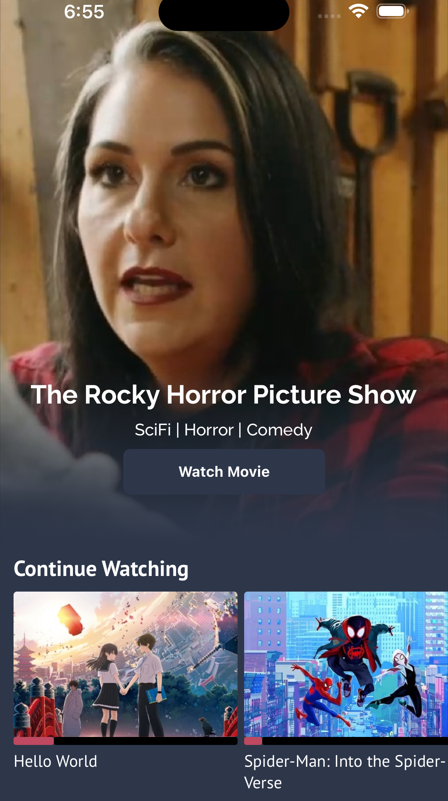 6:55
The Rocky Horror Picture Show
SciFi | Horror | Comedy
Watch Movie
Continue Watching
Hello World
Spider-Man: Into the Spider-
Verse